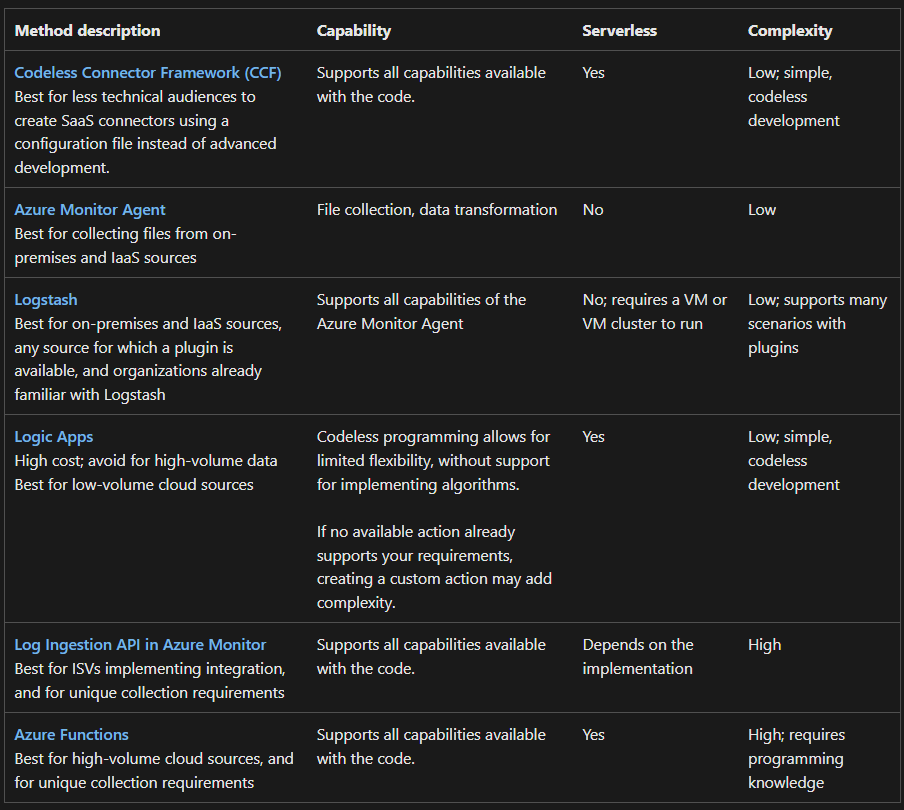 Method description
Capability
Serverless
Complexity
Codeless Connector Framework (CCF)
Best for less technical audiences to
create SaaS connectors using a
configuration file instead of advanced
development.
Supports all capabilities available
with the code.
Yes
Low; simple,
codeless
development
Azure Monitor Agent
Best for collecting files from on-
premises and IaaS sources
File collection, data transformation
No
Low
Logstash
Best for on-premises and IaaS sources,
any source for which a plugin is
available, and organizations already
familiar with Logstash
Supports all capabilities of the
Azure Monitor Agent
No; requires a VM or
VM cluster to run
Low; supports many
scenarios with
plugins
Logic Apps
High cost; avoid for high-volume data
Best for low-volume cloud sources
Codeless programming allows for
limited flexibility, without support
for implementing algorithms.
If no available action already
supports your requirements,
creating a custom action may add
complexity.
Yes
Low; simple,
codeless
development
Log Ingestion API in Azure Monitor
Best for ISVs implementing integration,
and for unique collection requirements
Supports all capabilities available
with the code.
Depends on the
implementation
High
Azure Functions
Best for high-volume cloud sources, and
for unique collection requirements
Supports all capabilities available
with the code.
Yes
High; requires
programming
knowledge